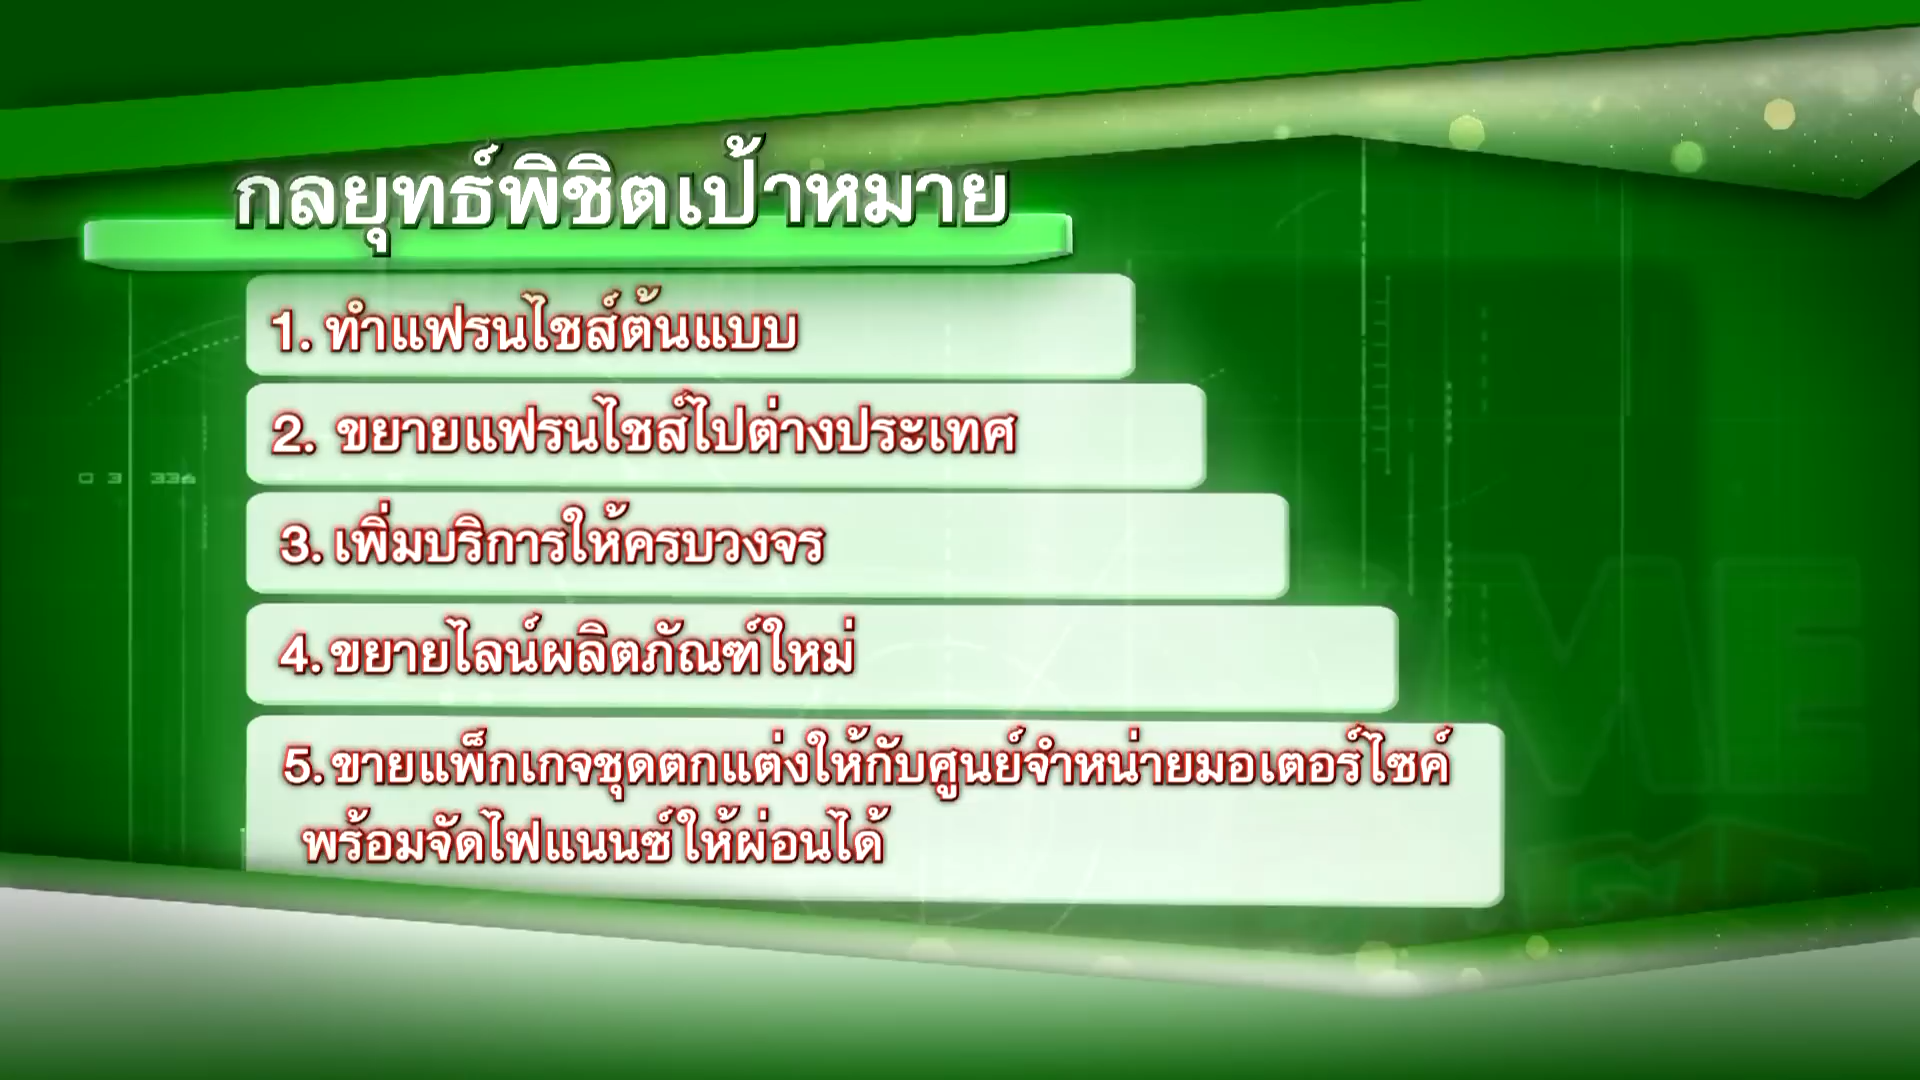 กลยุทธ์พิชิตเป้าหมาย
1. ทำแฟรนไชส์ต้นแบบ
2. ขยายแฟรนไชส์ไปต่างประเทศ
3. เพิ่มบริการให้ครบวงจร
4. ขยายไลน์ผลิตภัณฑ์ใหม่
5. ขายแพ็กเกจชุดตกแต่งให้กับศูนย์จำหน่ายมอเตอร์ไซค์
พร้อมจัดไฟแนนซ์ให้ผ่อนได้
0 3 336